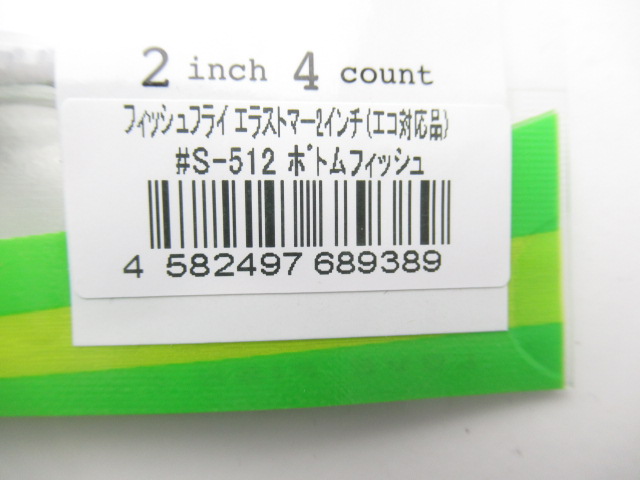 2 inch 4 count
フィッシュフライ エラストマー2インチ(エコ対応品)
#S-512 ボトムフィッシュ
4 582497 689389